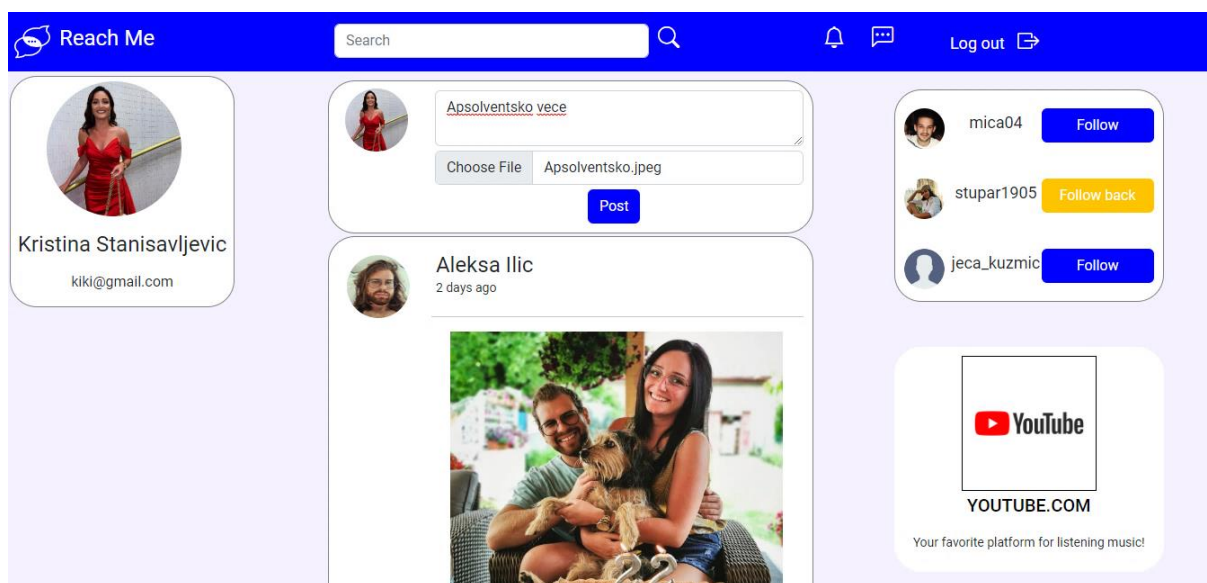 Reach Me
Search
Log out
Kristina Stanisavljevic
kiki@gmail.com
Apsolventsko vece
Choose File Apsolventsko.jpeg
Post
Aleksa Ilic
2 days ago
22
mica04 Follow
stupar1905 Follow back
jeca_kuzmic Follow
YouTube
YOUTUBE.COM
Your favorite platform for listening music!